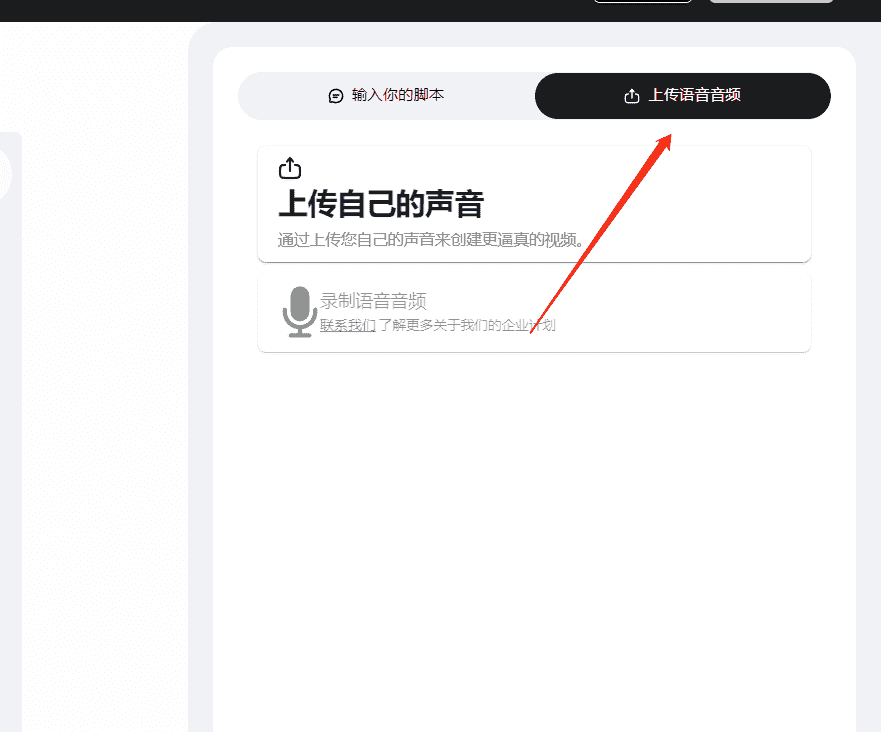 输入你的脚本
上传语音音频
上传自己的声音
通过上传您自己的声音来创建更逼真的视频。
录制语音音频
联系我们 了解更多关于我们的企业计划